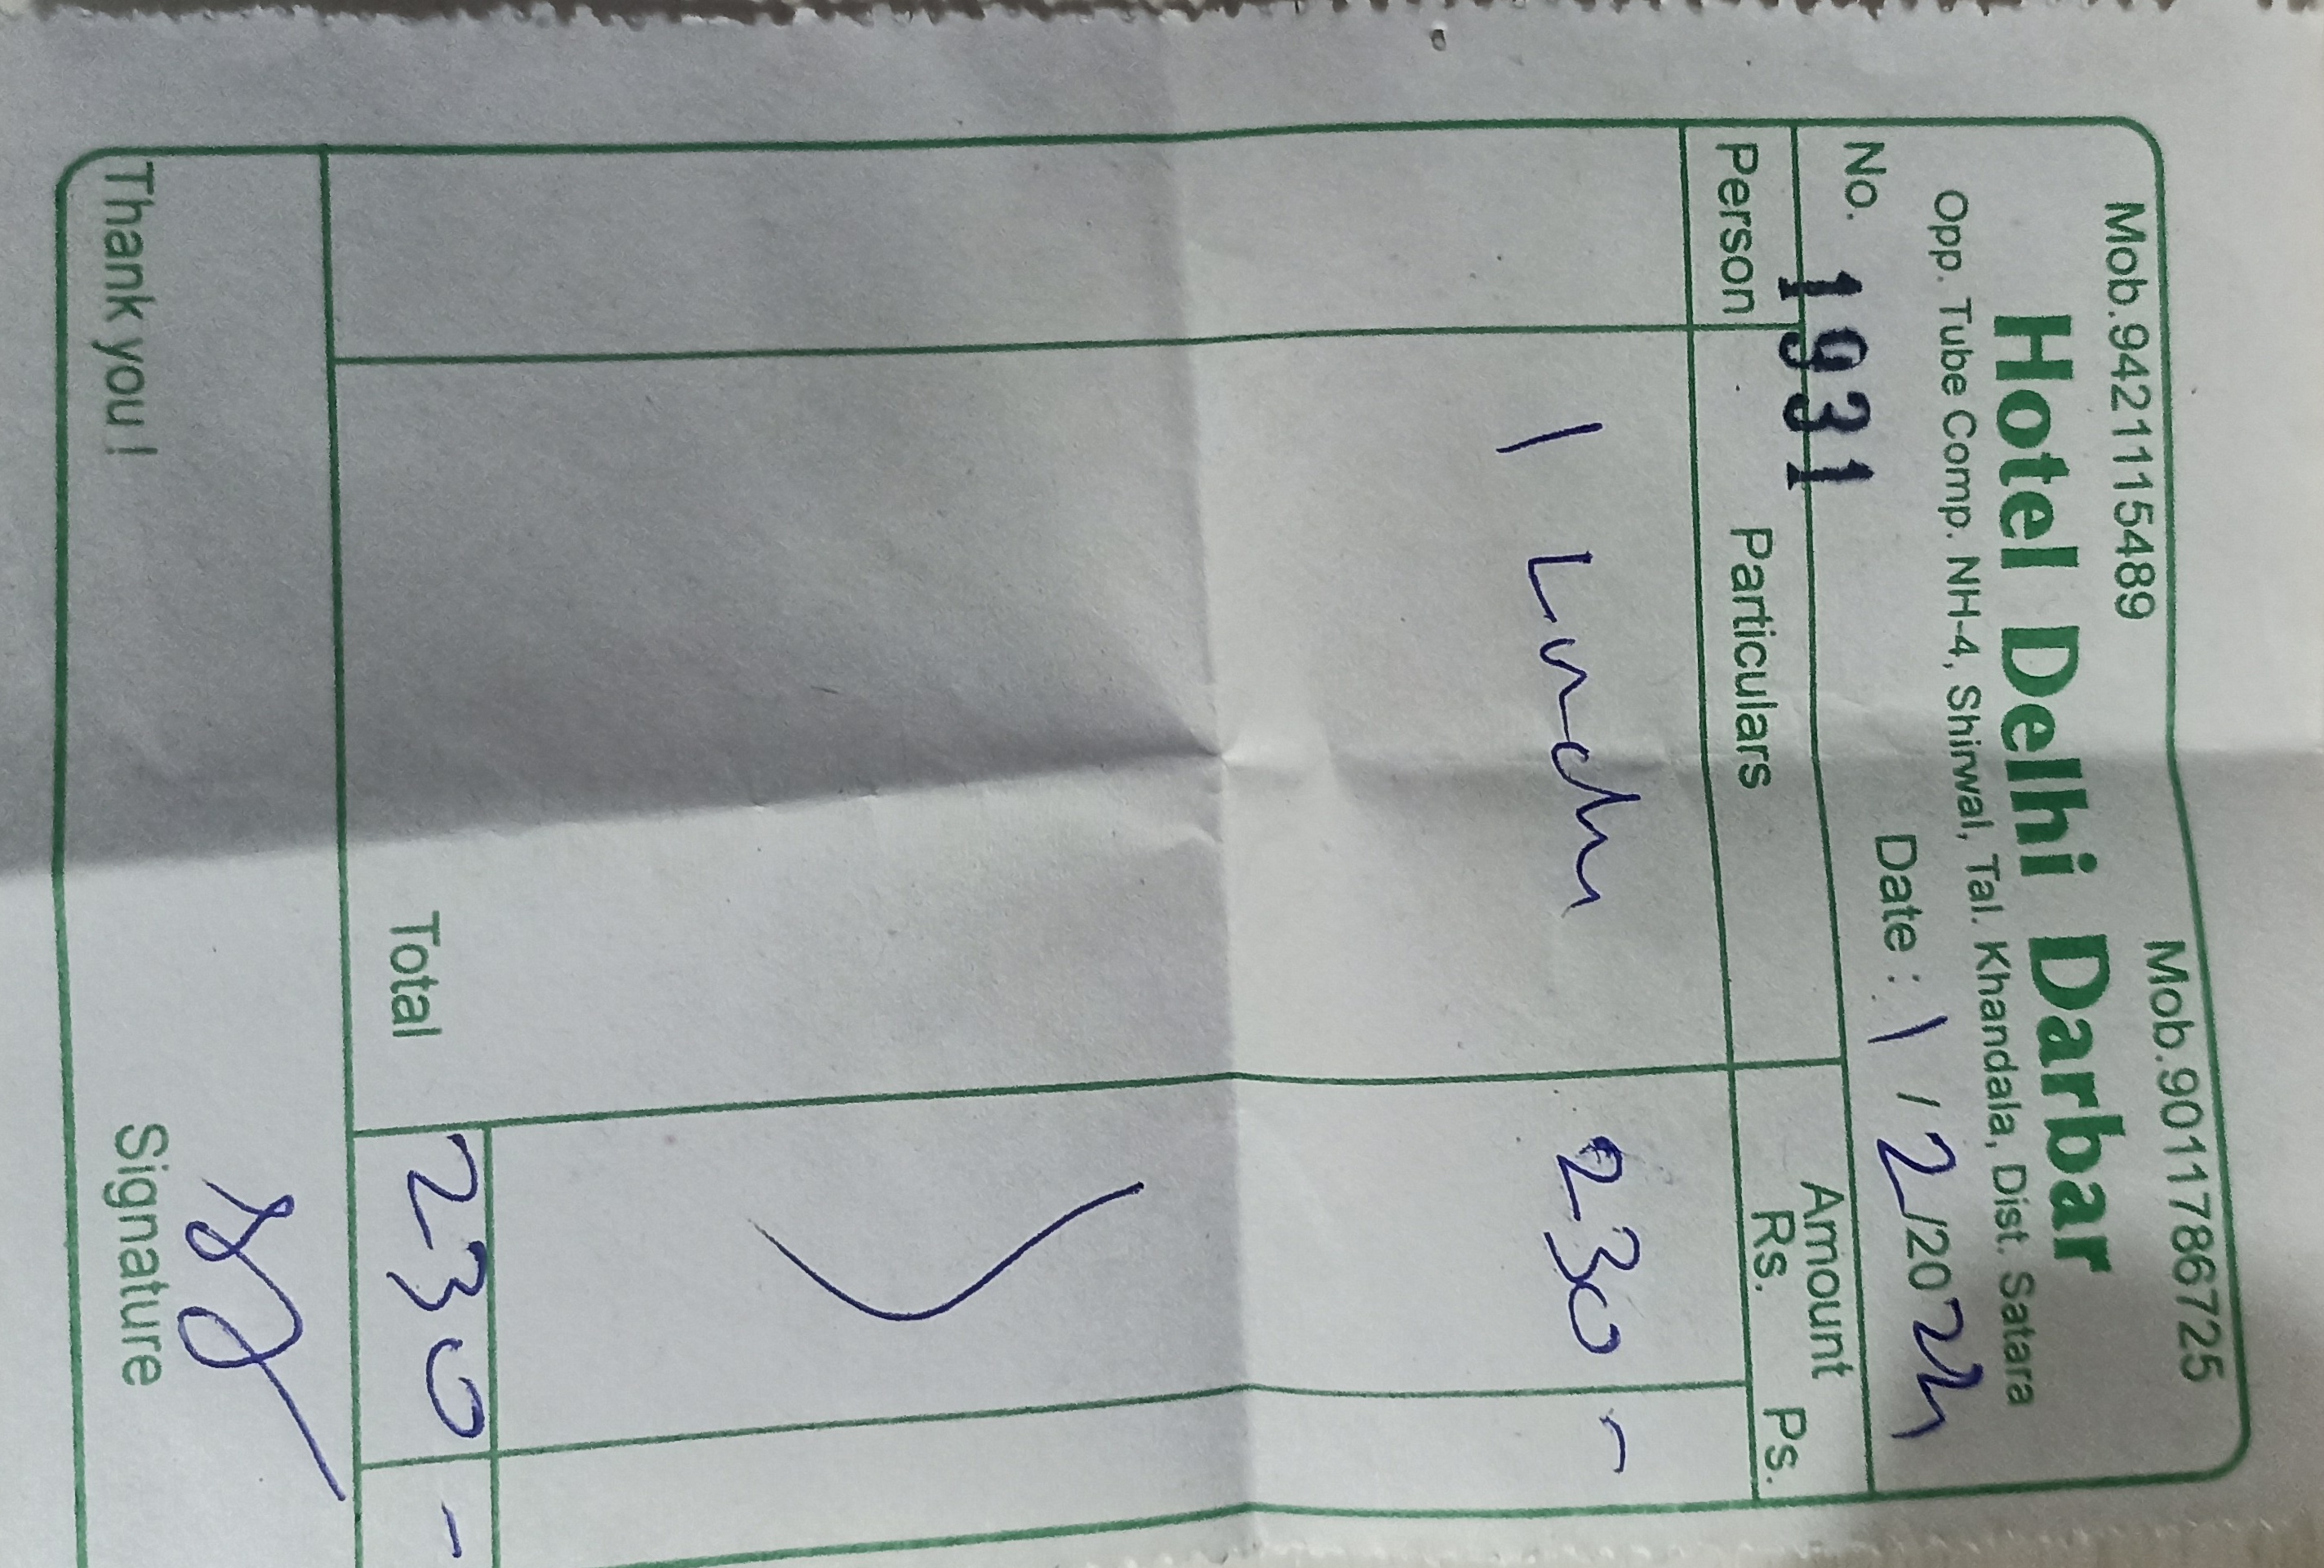 Mob.9421115489 Mob.9011786725
Hotel Delhi Darbar
Opp. Tube Comp. NH-4, Shirwal, Tal. Khandala, Dist. Satara
No. 1931 Date : 1 / 2/2024
Person Particulars Amount
Rs. Ps.
1 Lunch 230 -
Total 230 -
Thank you ! Signature